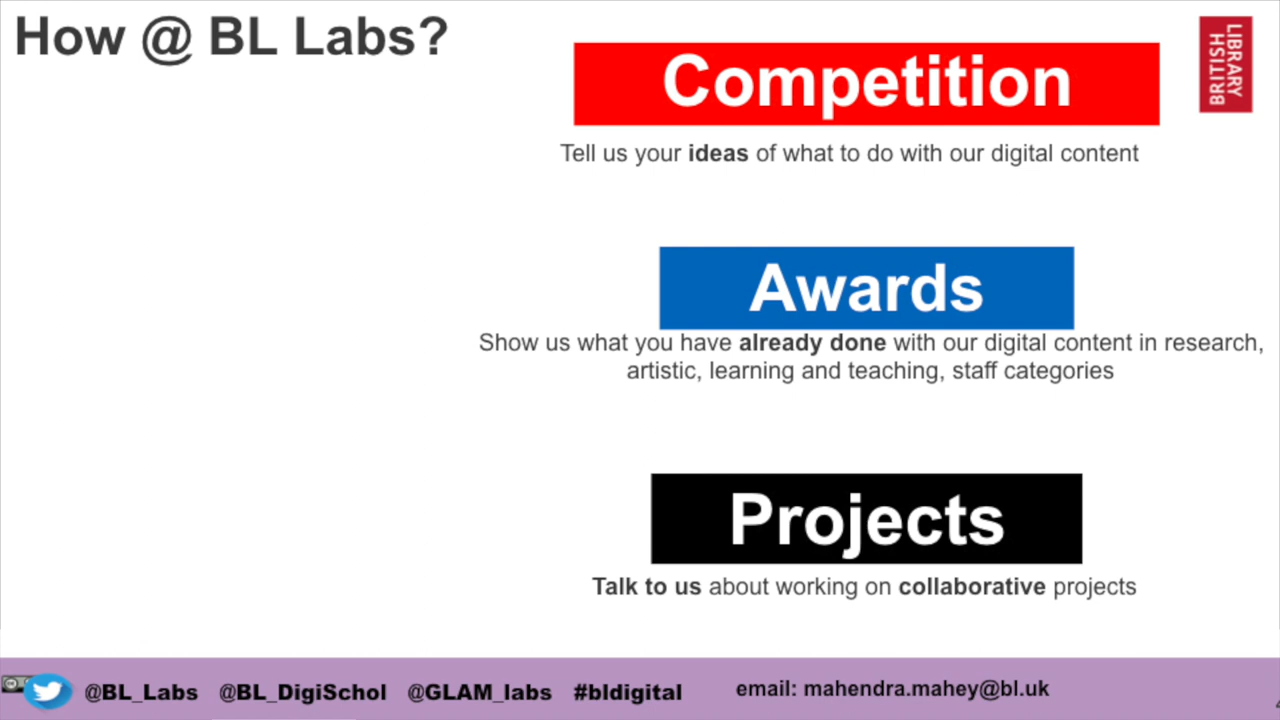 How @ BL Labs?
Competition
LIBRARY
BRITISH
Tell us your ideas of what to do with our digital content
Awards
Show us what you have already done with our digital content in research,
artistic, learning and teaching, staff categories
Projects
Talk to us about working on collaborative projects
@BL_Labs @BL_DigiSchol @GLAM_labs #bldigital email: mahendra.mahey@bl.uk